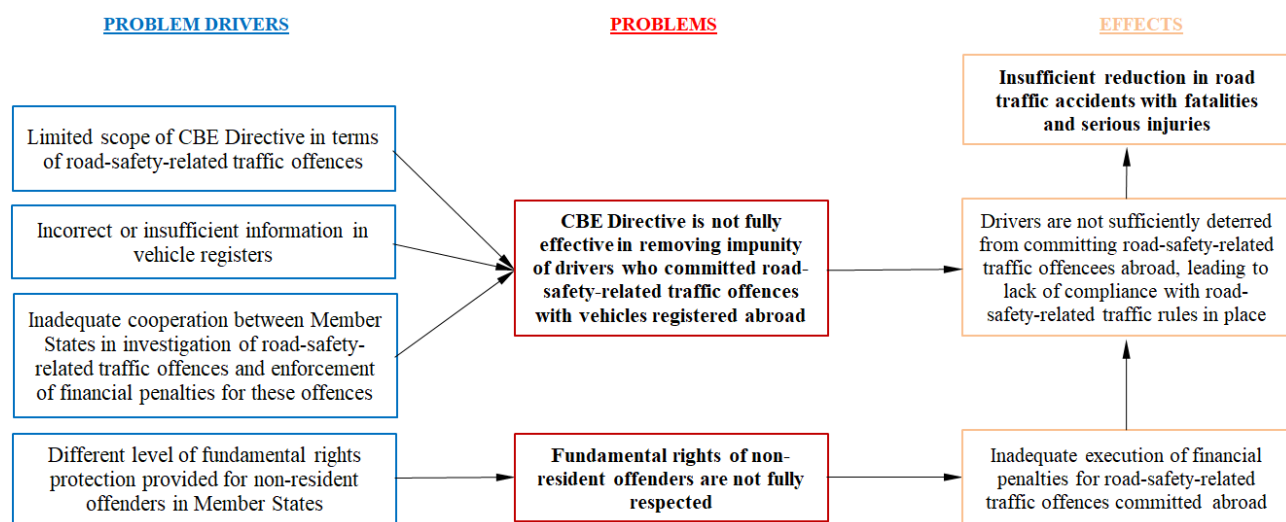 PROBLEM DRIVERS
PROBLEMS
EFFECTS
Limited scope of CBE Directive in terms
of road-safety-related traffic offences
Incorrect or insufficient information in
vehicle registers
Inadequate cooperation between Member
States in investigation of road-safety-
related traffic offences and enforcement
of financial penalties for these offences
Different level of fundamental rights
protection provided for non-resident
offenders in Member States
CBE Directive is not fully
effective in removing impunity
of drivers who committed road-
safety-related traffic offences
with vehicles registered abroad
Fundamental rights of non-
resident offenders are not fully
respected
Insufficient reduction in road
traffic accidents with fatalities
and serious injuries
Drivers are not sufficiently deterred
from committing road-safety-related
traffic offencees abroad, leading to
lack of compliance with road-
safety-related traffic rules in place
Inadequate execution of financial
penalties for road-safety-related
traffic offences committed abroad